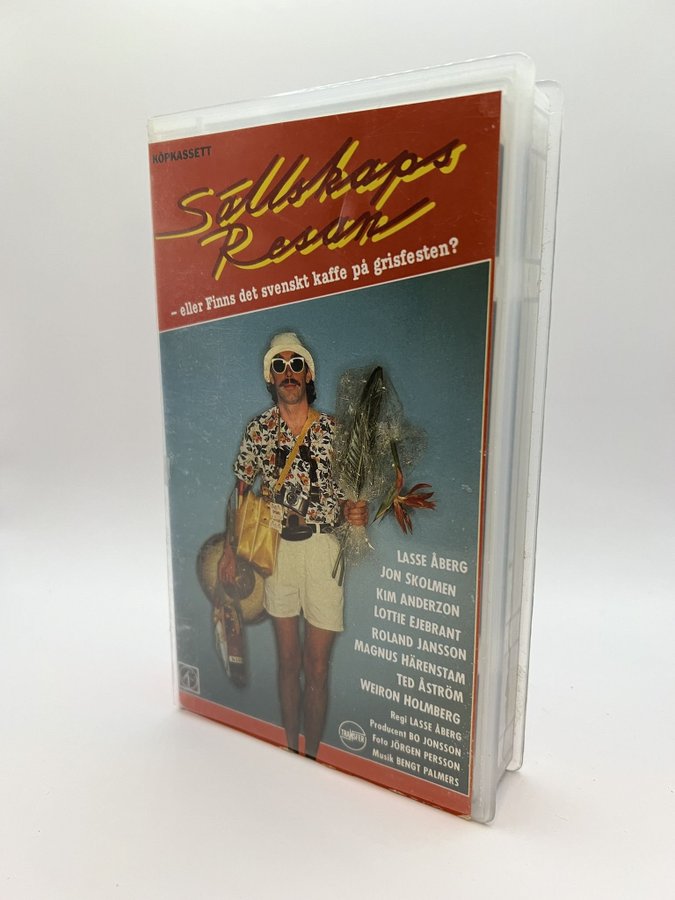 KÖPKASSETT
Sällskaps
Resan
– eller Finns det svenskt kaffe på grisfesten?
LASSE ÅBERG
JON SKOLMEN
KIM ANDERZON
LOTTIE EJEBRANT
ROLAND JANSSON
MAGNUS HÄRENSTAM
TED ÅSTRÖM
WEIRON HOLMBERG
Regi LASSE ÅBERG
Producent BO JONSSON
Foto JÖRGEN PERSSON
Musik BENGT PALMERS
TRANSFER